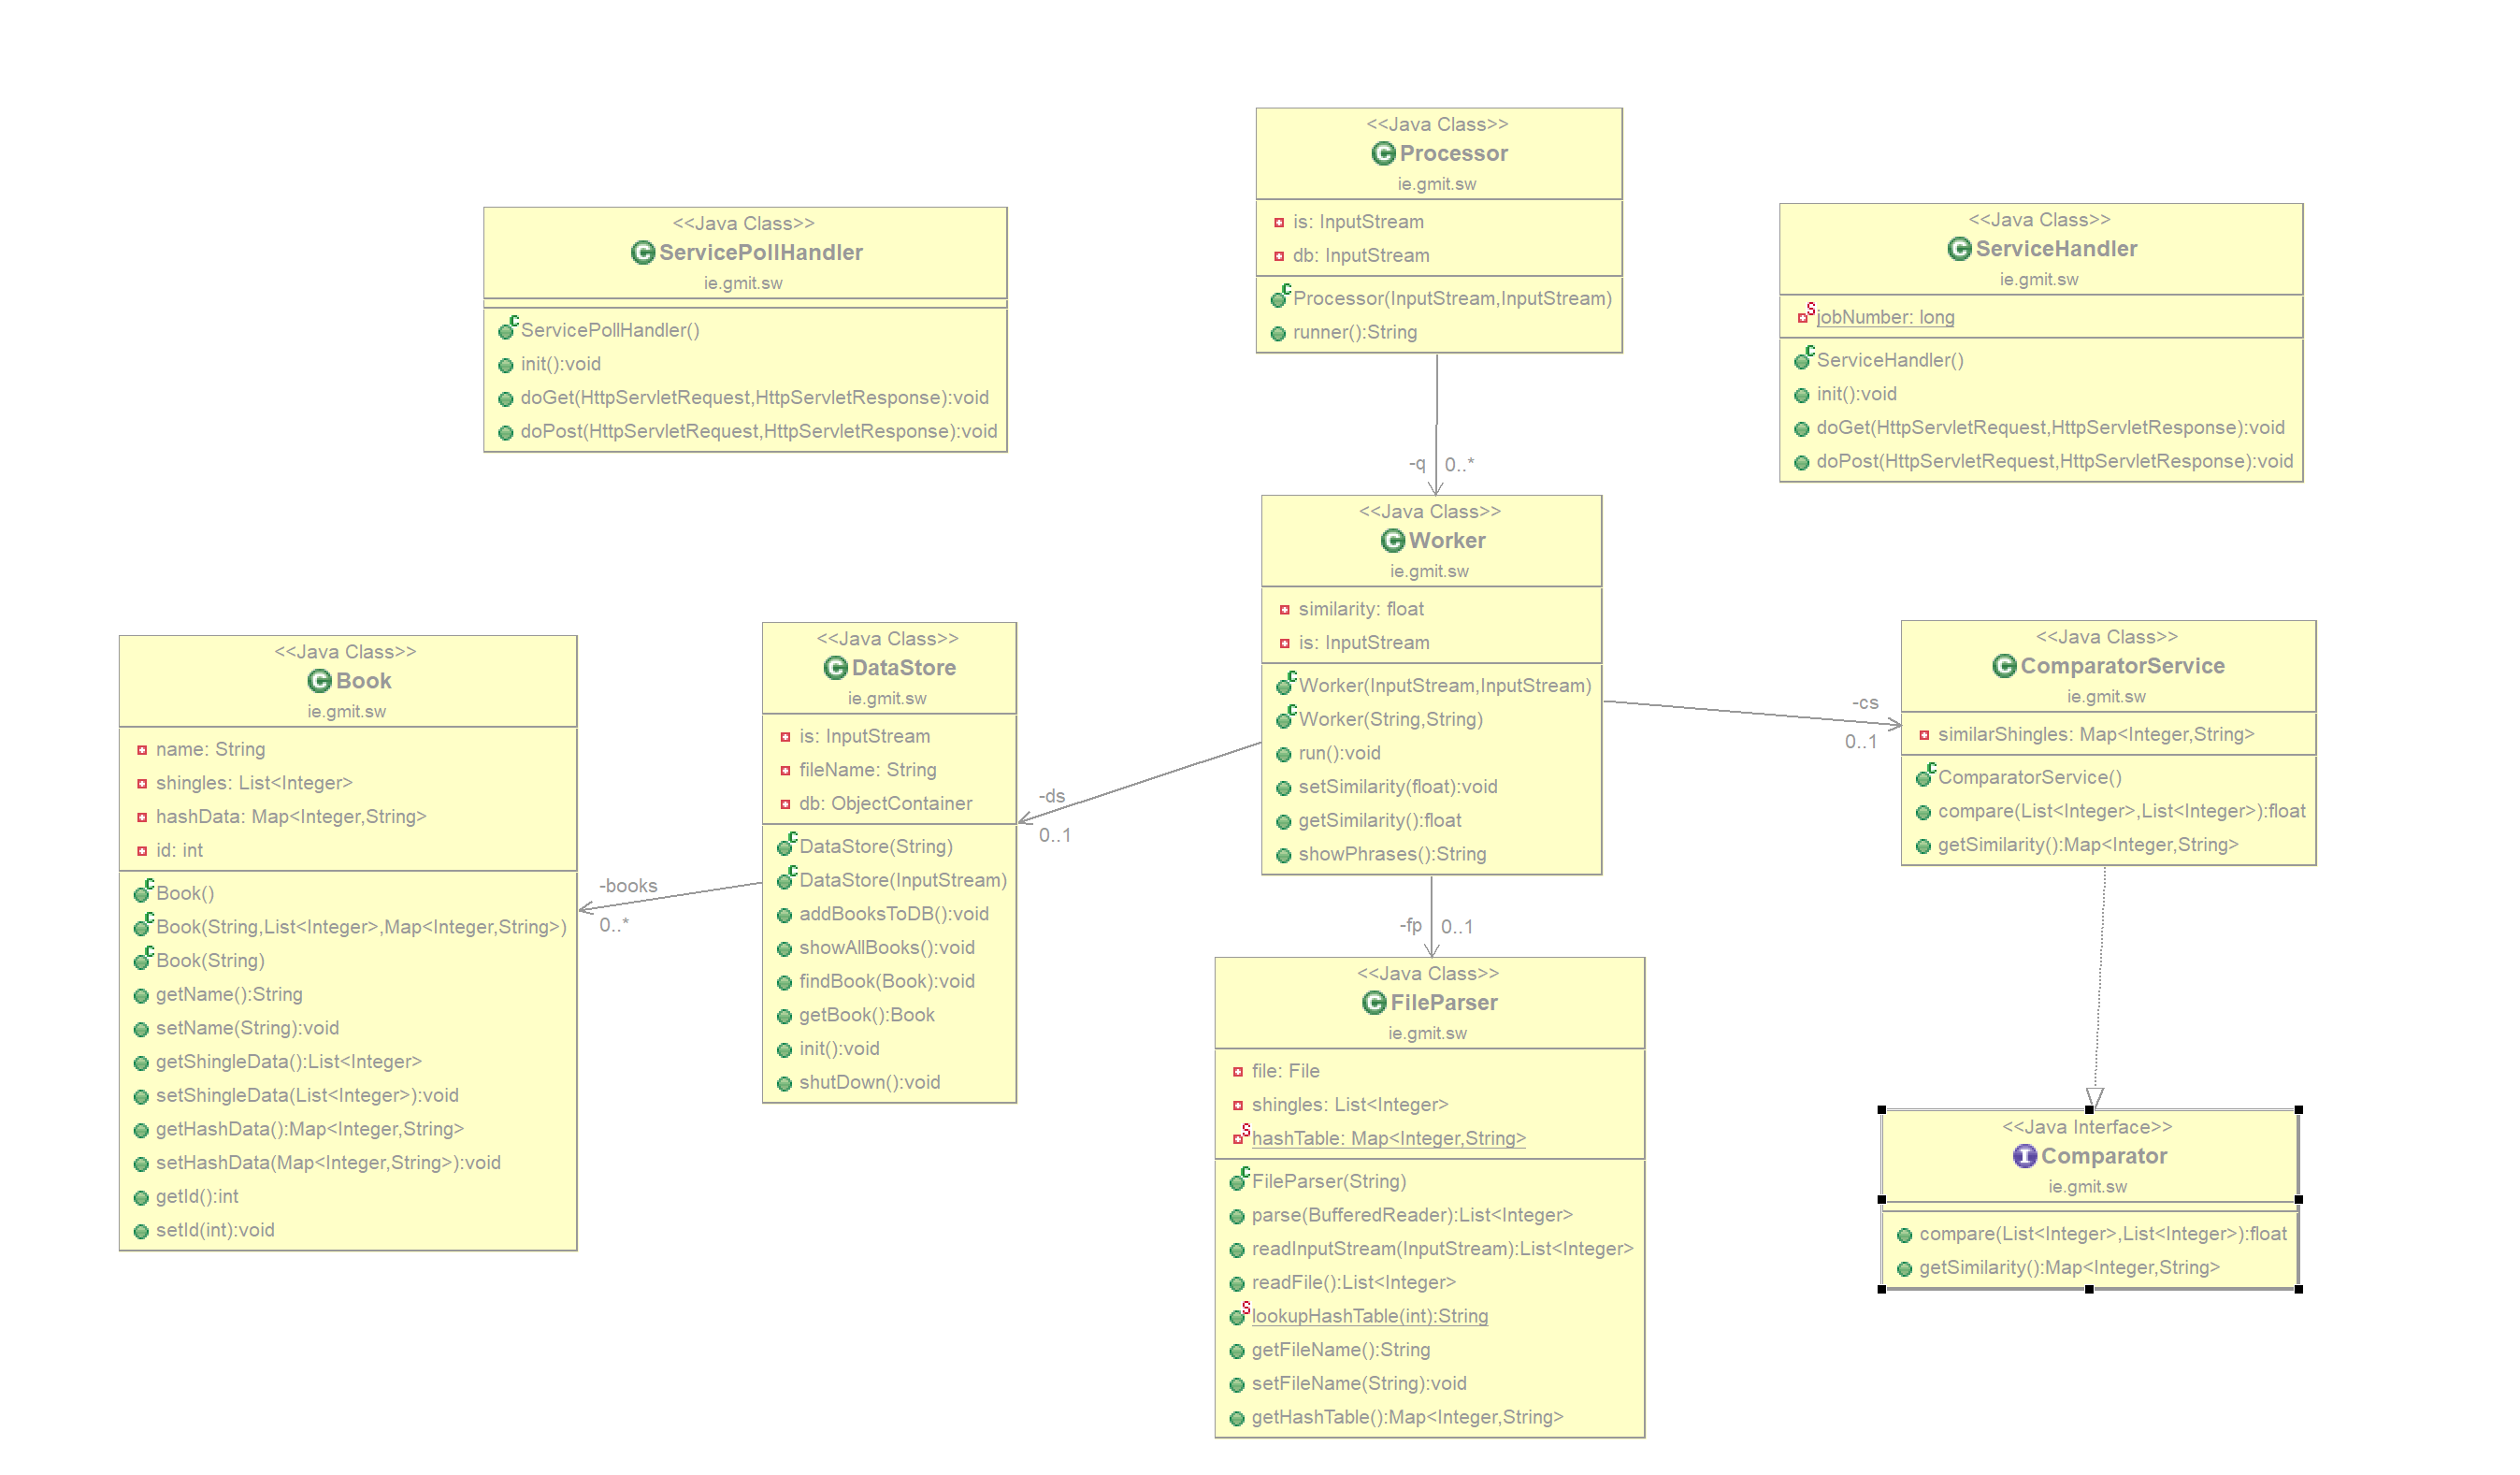 <<Java Class>>
Processor
ie.gmit.sw
is: InputStream
db: InputStream
Processor(InputStream,InputStream)
runner():String
<<Java Class>>
ServicePollHandler
ie.gmit.sw
ServicePollHandler()
init():void
doGet(HttpServletRequest,HttpServletResponse):void
doPost(HttpServletRequest,HttpServletResponse):void
<<Java Class>>
ServiceHandler
ie.gmit.sw
jobNumber: long
ServiceHandler()
init():void
doGet(HttpServletRequest,HttpServletResponse):void
doPost(HttpServletRequest,HttpServletResponse):void
-q 0..*
<<Java Class>>
Worker
ie.gmit.sw
similarity: float
is: InputStream
Worker(InputStream,InputStream)
Worker(String,String)
run():void
setSimilarity(float):void
getSimilarity():float
showPhrases():String
<<Java Class>>
Book
ie.gmit.sw
name: String
shingles: List<Integer>
hashData: Map<Integer,String>
id: int
Book()
Book(String,List<Integer>,Map<Integer,String>)
Book(String)
getName():String
setName(String):void
getShingleData():List<Integer>
setShingleData(List<Integer>):void
getHashData():Map<Integer,String>
setHashData(Map<Integer,String>):void
getId():int
setId(int):void
-books
0..*
<<Java Class>>
DataStore
ie.gmit.sw
is: InputStream
fileName: String
db: ObjectContainer
DataStore(String)
DataStore(InputStream)
addBooksToDB():void
showAllBooks():void
findBook(Book):void
getBook():Book
init():void
shutDown():void
-ds
0..1
-cs
0..1
<<Java Class>>
ComparatorService
ie.gmit.sw
similarShingles: Map<Integer,String>
ComparatorService()
compare(List<Integer>,List<Integer>):float
getSimilarity():Map<Integer,String>
-fp 0..1
<<Java Class>>
FileParser
ie.gmit.sw
file: File
shingles: List<Integer>
hashTable: Map<Integer,String>
FileParser(String)
parse(BufferedReader):List<Integer>
readInputStream(InputStream):List<Integer>
readFile():List<Integer>
lookupHashTable(int):String
getFileName():String
setFileName(String):void
getHashTable():Map<Integer,String>
<<Java Interface>>
Comparator
ie.gmit.sw
compare(List<Integer>,List<Integer>):float
getSimilarity():Map<Integer,String>